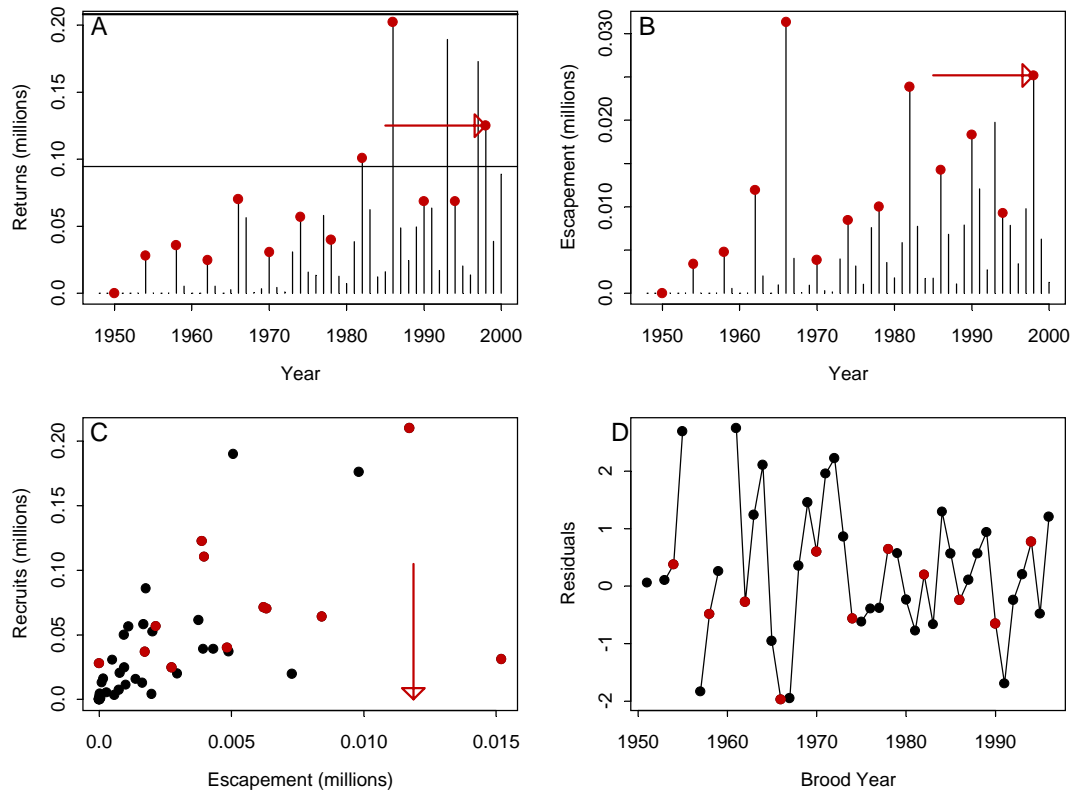 A
Returns (millions)
0.20
0.15
0.10
0.05
0.0
1950 1960 1970 1980 1990 2000
Year
B
Escapement (millions)
0.030
0.020
0.010
0.0
1950 1960 1970 1980 1990 2000
Year
C
Recruits (millions)
0.20
0.15
0.10
0.05
0.0
0.0 0.005 0.010 0.015
Escapement (millions)
D
Residuals
2
1
0
-1
-2
1950 1960 1970 1980 1990
Brood Year